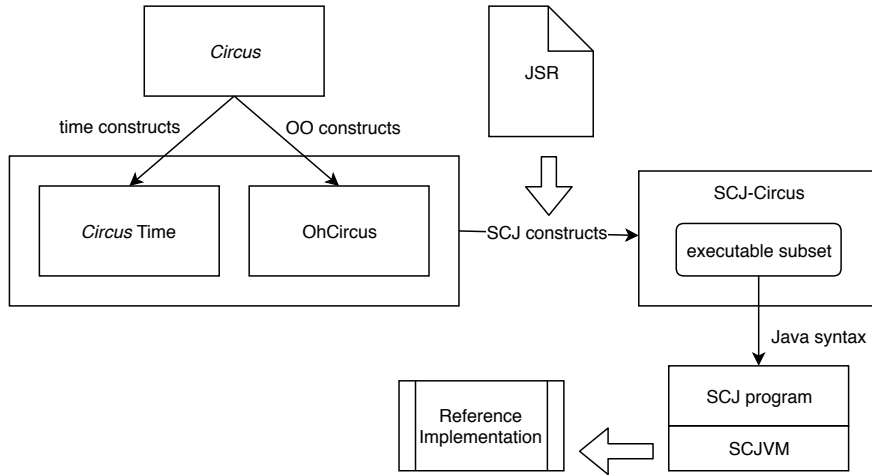 Circus
JSR
time constructs
OO constructs
Circus Time
OhCircus
SCJ constructs
SCJ-Circus
executable subset
Java syntax
SCJ program
SCJVM
Reference
Implementation